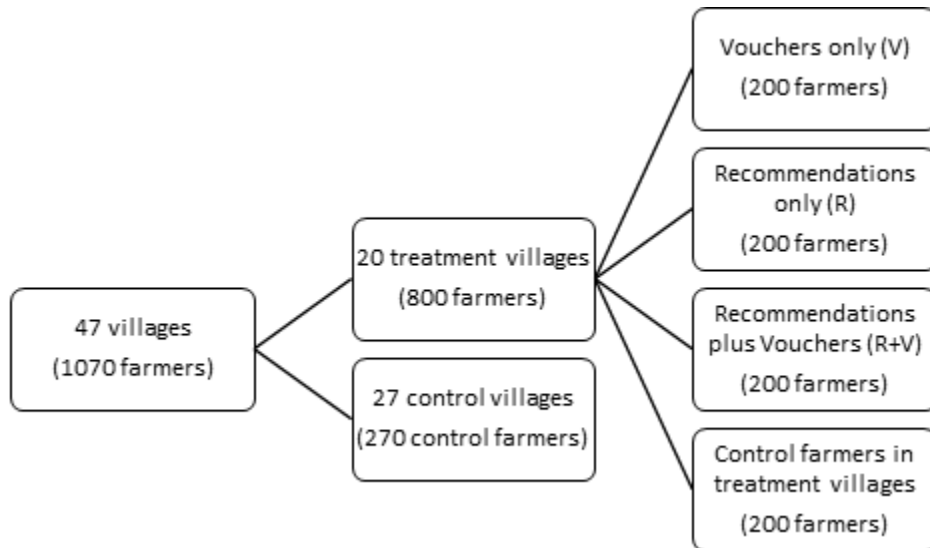 47 villages
(1070 farmers)
20 treatment villages
(800 farmers)
27 control villages
(270 control farmers)
Vouchers only (V)
(200 farmers)
Recommendations
only (R)
(200 farmers)
Recommendations
plus Vouchers (R+V)
(200 farmers)
Control farmers in
treatment villages
(200 farmers)